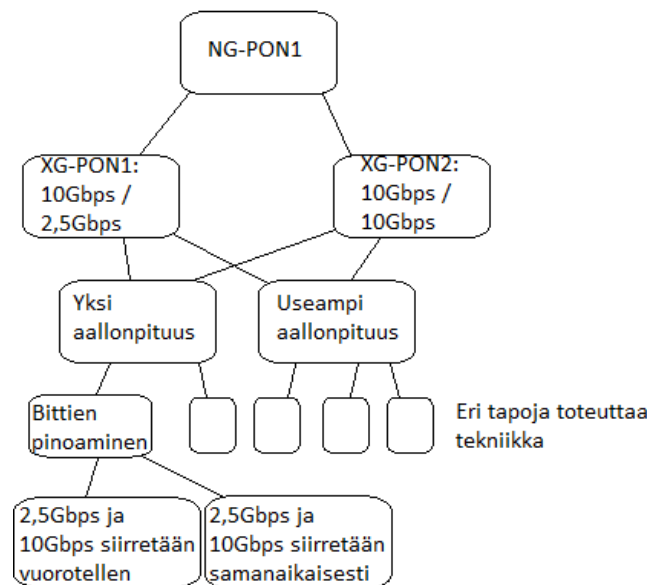 NG-PON1
XG-PON1:
10Gbps /
2,5Gbps
XG-PON2:
10Gbps /
10Gbps
Yksi
aallonpituus
Useampi
aallonpituus
Bittien
pinoaminen
Eri tapoja toteuttaa
tekniikka
2,5Gbps ja
10Gbps siirretään
vuorotellen
2,5Gbps ja
10Gbps siirretään
samanaikaisesti